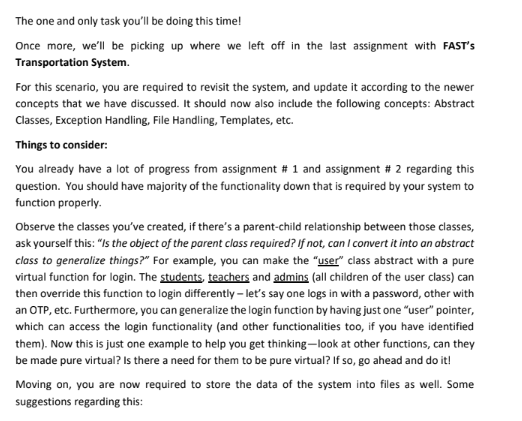 The one and only task you'll be doing this time!
Once more, we'll be picking up where we left off in the last assignment with FAST's
Transportation System.
For this scenario, you are required to revisit the system, and update it according to the newer
concepts that we have discussed. It should now also include the following concepts: Abstract
Classes, Exception Handling, File Handling, Templates, etc.
Things to consider:
You already have a lot of progress from assignment # 1 and assignment # 2 regarding this
question. You should have majority of the functionality down that is required by your system to
function properly.
Observe the classes you've created, if there's a parent-child relationship between those classes,
ask yourself this: "Is the object of the parent class required? If not, can I convert it into an abstract
class to generalize things?" For example, you can make the "user" class abstract with a pure
virtual function for login. The students, teachers and admins (all children of the user class) can
then override this function to login differently – let's say one logs in with a password, other with
an OTP, etc. Furthermore, you can generalize the login function by having just one "user" pointer,
which can access the login functionality (and other functionalities too, if you have identified
them). Now this is just one example to help you get thinking—look at other functions, can they
be made pure virtual? Is there a need for them to be pure virtual? If so, go ahead and do it!
Moving on, you are now required to store the data of the system into files as well. Some
suggestions regarding this: